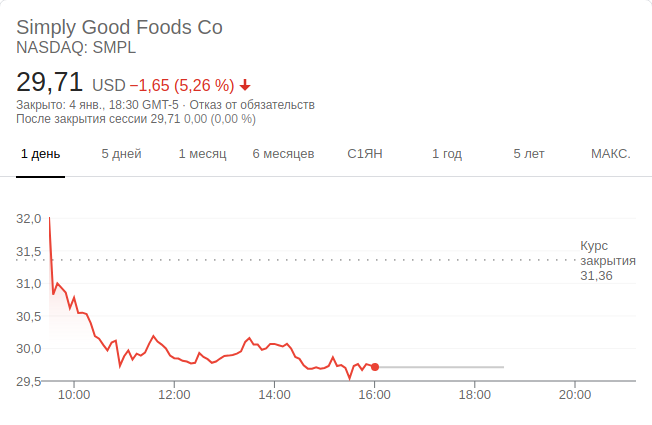 Simply Good Foods Co
NASDAQ: SMPL
29,71 USD −1,65 (5,26 %)
Закрыто: 4 янв., 18:30 GMT-5 · Отказ от обязательств
После закрытия сессии 29,71 0,00 (0,00 %)
1 день 5 дней 1 месяц 6 месяцев С1ЯН 1 год 5 лет МАКС.
32,0
31,5
31,0
30,5
30,0
29,5
Курс
закрытия
31,36
10:00 12:00 14:00 16:00 18:00 20:00